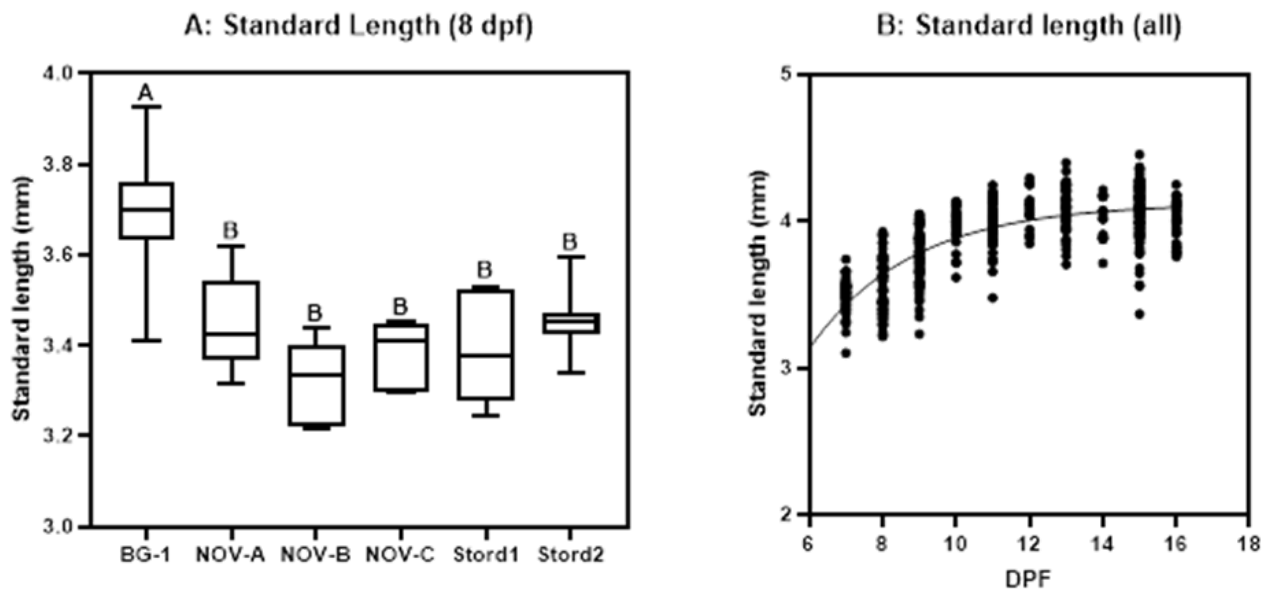 A: Standard Length (8 dpf)
Standard length (mm)
4.0
3.8
3.6
3.4
3.2
3.0
A
B
B
B
B
B
BG-1 NOV-A NOV-B NOV-C Stord1 Stord2
B: Standard length (all)
Standard length (mm)
5
4
3
2
6 8 10 12 14 16 18
DPF